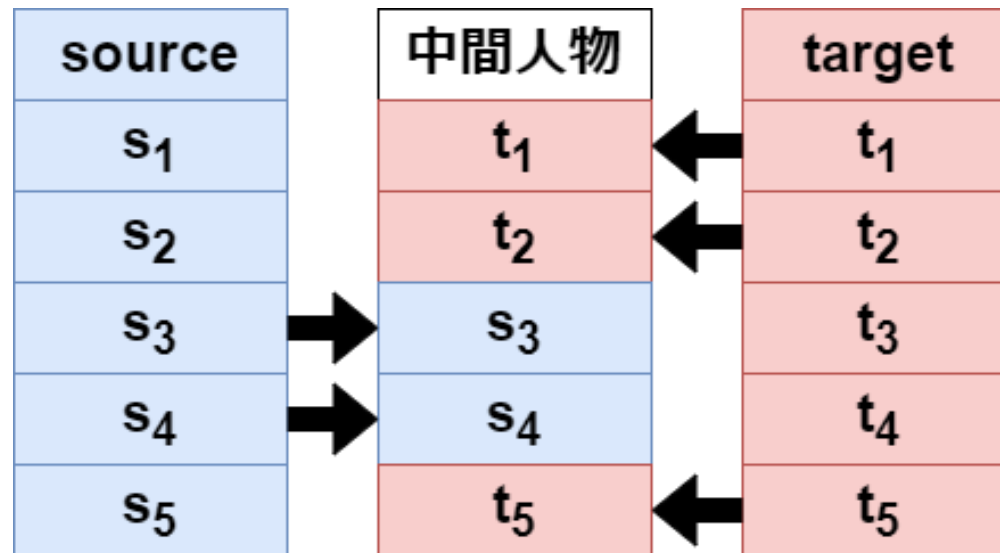 source 中間人物 target
s₁ t₁ t₁
s₂ t₂ t₂
s₃ s₃ t₃
s₄ s₄ t₄
s₅ t₅ t₅